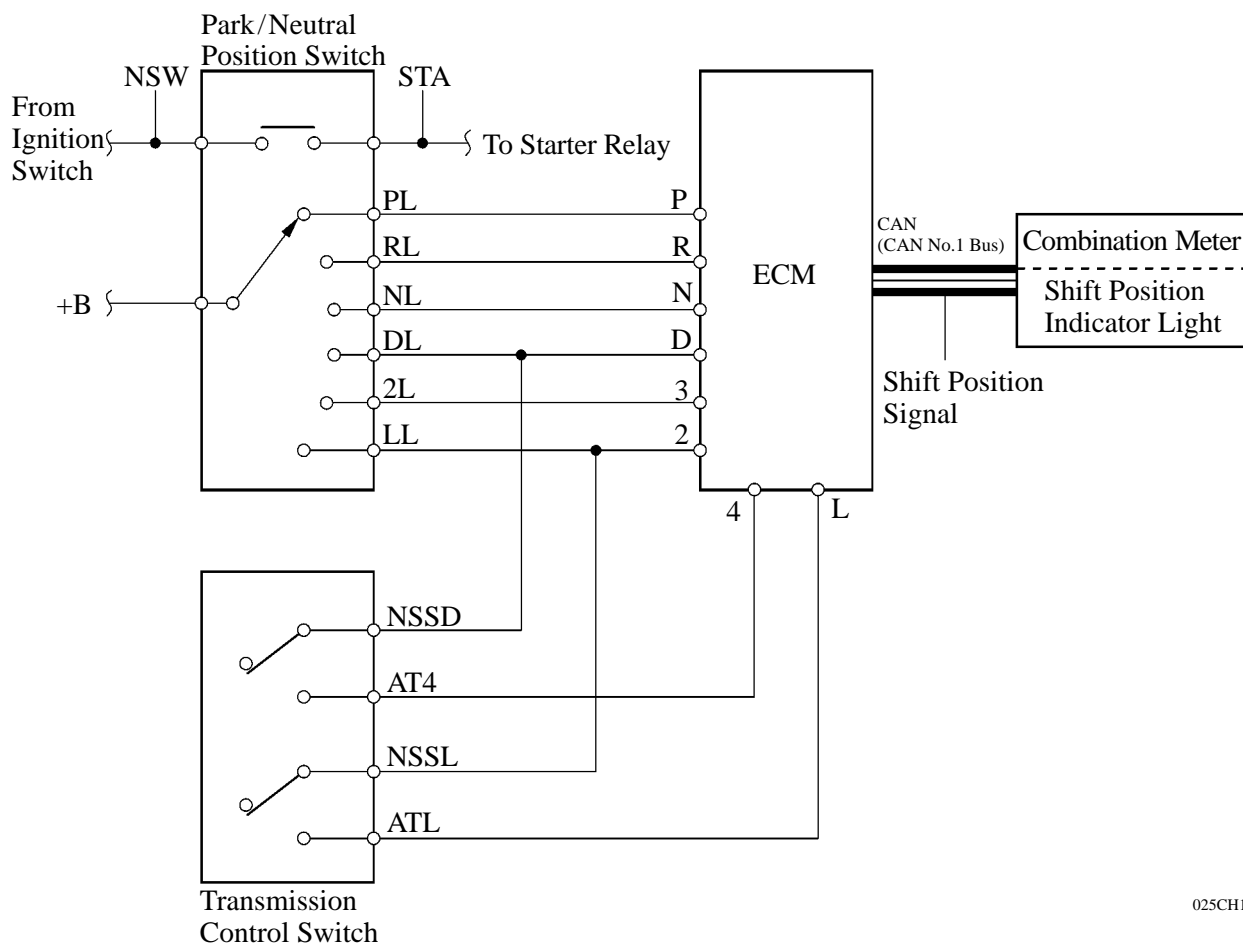 Park/Neutral
Position Switch
NSW
STA
From
Ignition
Switch
To Starter Relay
PL
P
RL
R
+B
NL
N
DL
D
2L
3
LL
2
ECM
4
L
CAN
(CAN No.1 Bus)
Combination Meter
Shift Position
Indicator Light
Shift Position
Signal
NSSD
AT4
NSSL
ATL
Transmission
Control Switch